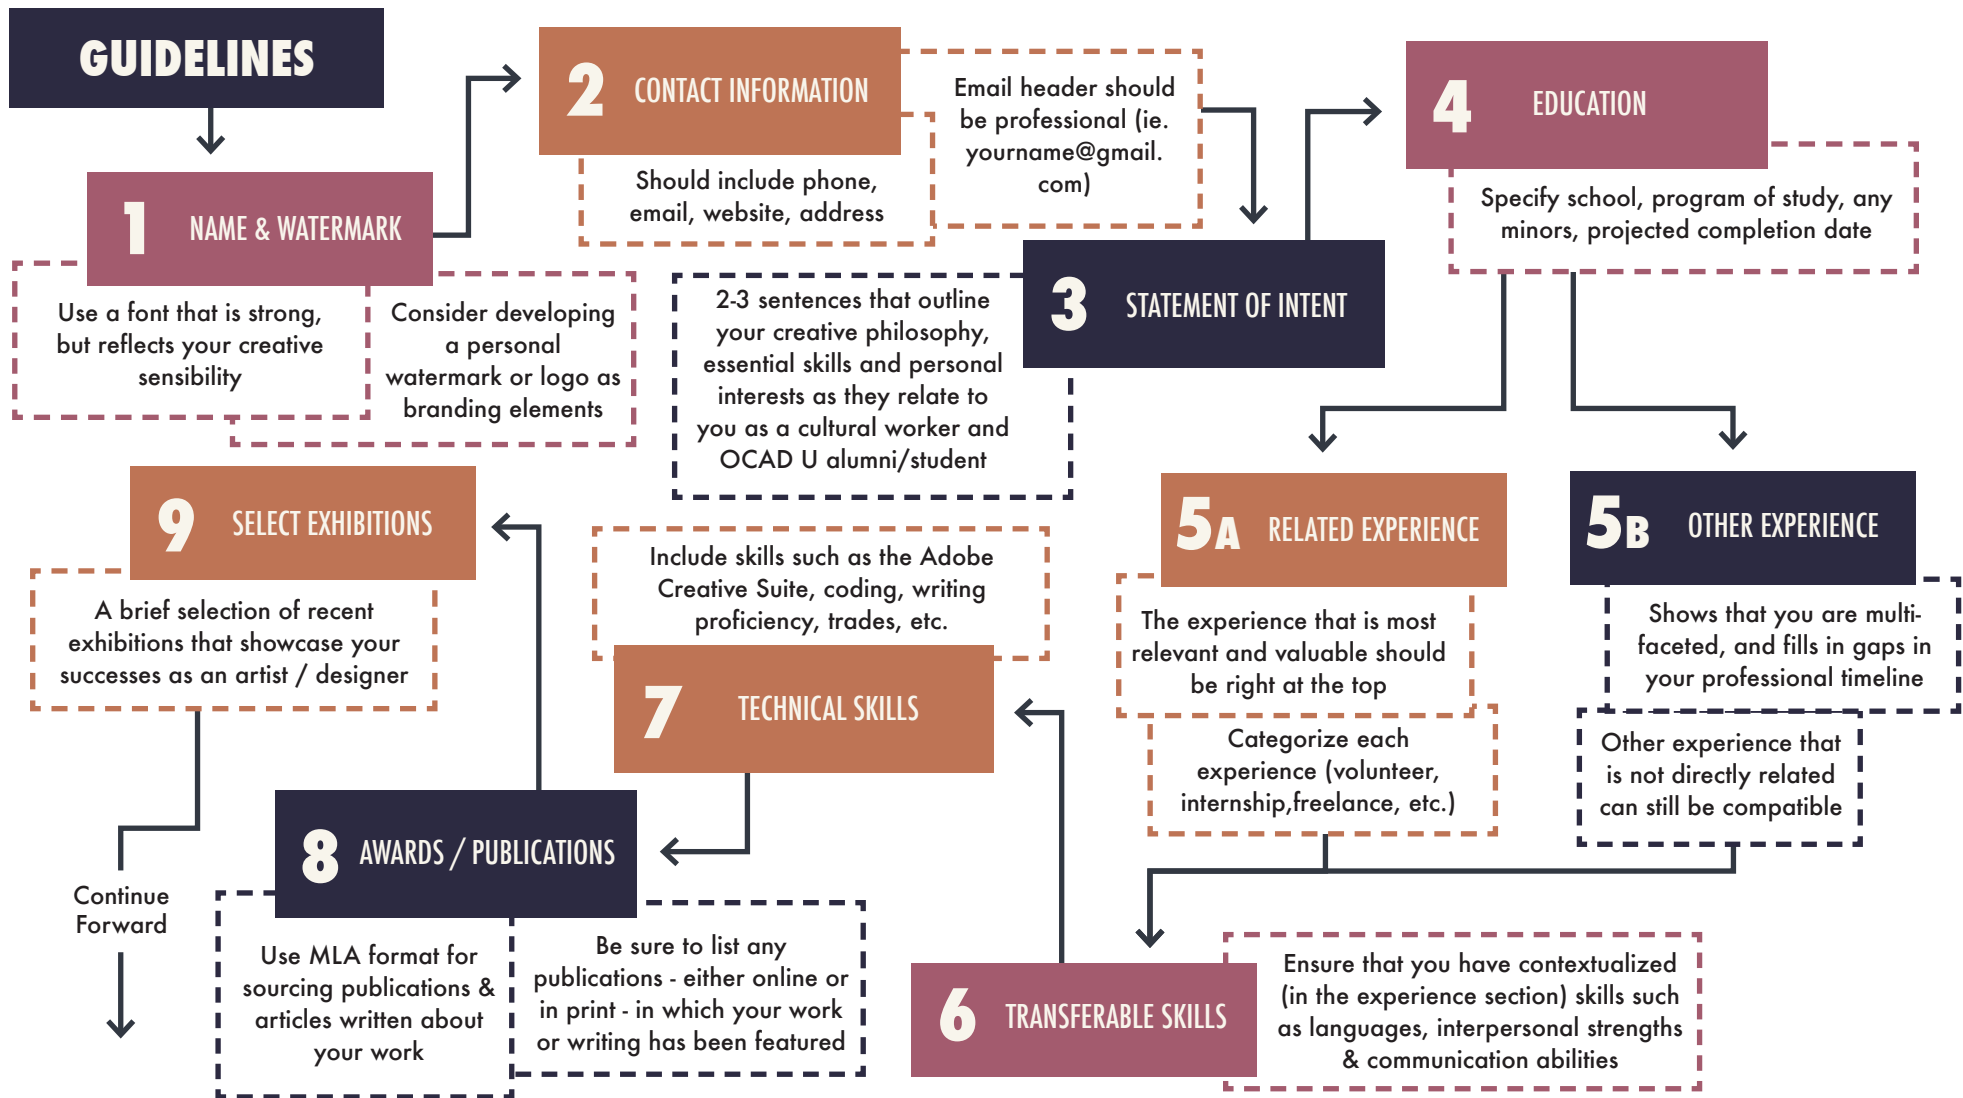 GUIDELINES
1 NAME & WATERMARK
Use a font that is strong,
but reflects your creative
sensibility
Consider developing
a personal
watermark or logo as
branding elements
2 CONTACT INFORMATION
Should include phone,
email, website, address
Email header should
be professional (ie.
yourname@gmail.
com)
3 STATEMENT OF INTENT
2-3 sentences that outline
your creative philosophy,
essential skills and personal
interests as they relate to
you as a cultural worker and
OCAD U alumni/student
4 EDUCATION
Specify school, program of study, any
minors, projected completion date
5A RELATED EXPERIENCE
The experience that is most
relevant and valuable should
be right at the top
Categorize each
experience (volunteer,
internship,freelance, etc.)
5B OTHER EXPERIENCE
Shows that you are multi-
faceted, and fills in gaps in
your professional timeline
Other experience that
is not directly related
can still be compatible
6 TRANSFERABLE SKILLS
Ensure that you have contextualized
(in the experience section) skills such
as languages, interpersonal strengths
& communication abilities
7 TECHNICAL SKILLS
Include skills such as the Adobe
Creative Suite, coding, writing
proficiency, trades, etc.
8 AWARDS / PUBLICATIONS
Use MLA format for
sourcing publications &
articles written about
your work
Be sure to list any
publications - either online or
in print - in which your work
or writing has been featured
9 SELECT EXHIBITIONS
A brief selection of recent
exhibitions that showcase your
successes as an artist / designer
Continue
Forward